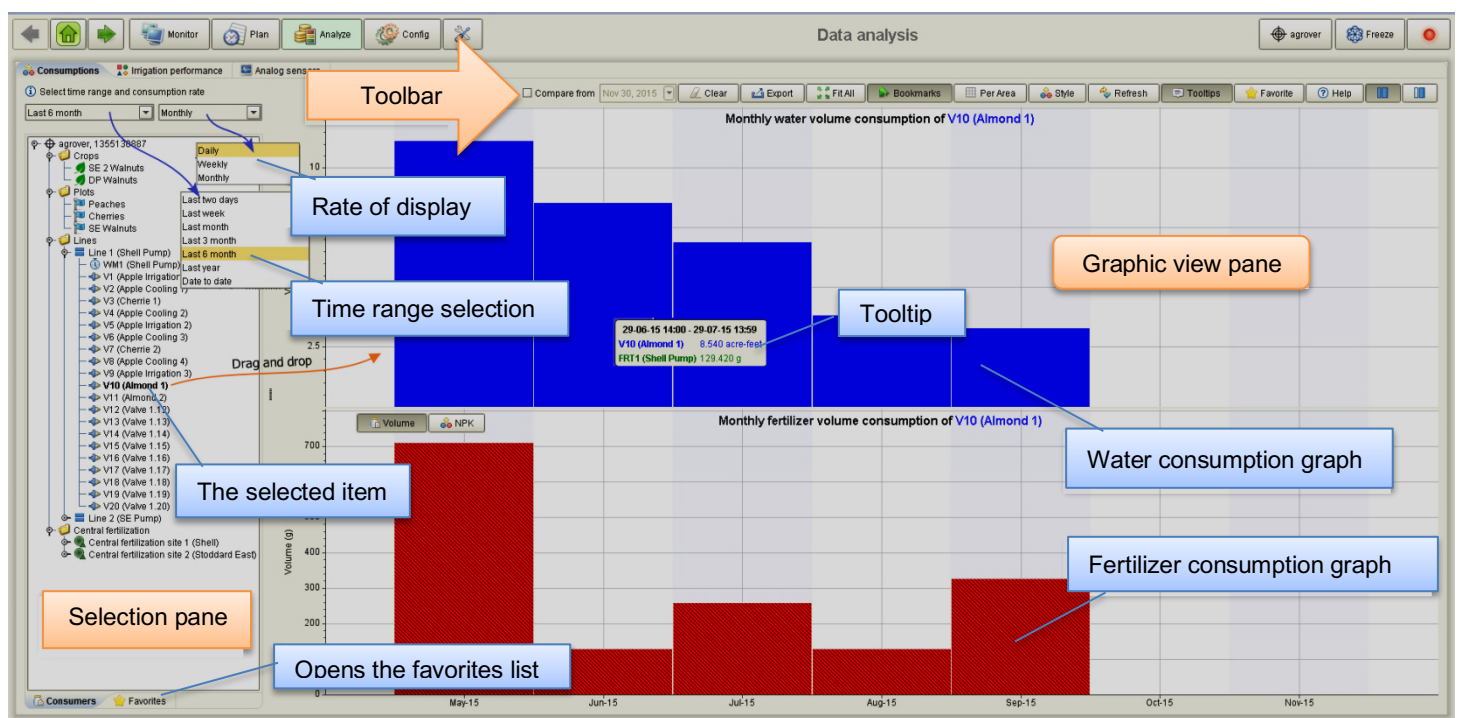 Monitor Plan Analyze Config Data analysis agrover Freeze
Consumptions Irrigation performance Analog sensors
Toolbar
Select time range and consumption rate
Compare from Nov 30, 2015 Clear Export Fit All Bookmarks Per Area Style Refresh Tooltips Favorite Help
Last 6 month Monthly
Monthly water volume consumption of V10 (Almond 1)
agrover, 1355138887
Crops
SE 2 Walnuts
DP Walnuts
Plots
Peaches
Cherries
SE Walnuts
Lines
Line 1 (Shell Pump)
WM1 (Shell Pump)
V1 (Apple Irrigation
V2 (Apple Cooling
V3 (Cherrie 1)
V4 (Apple Cooling 2)
V5 (Apple Irrigation 2)
V6 (Apple Cooling 3)
V7 (Cherrie 2)
V8 (Apple Cooling 4)
V9 (Apple Irrigation 3)
V10 (Almond 1)
V11 (Almond 2)
V12 (Valve 1.12)
V13 (Valve 1.13)
V14 (Valve 1.14)
V15 (Valve 1.15)
V16 (Valve 1.16)
V17 (Valve 1.17)
V18 (Valve 1.18)
V19 (Valve 1.19)
V20 (Valve 1.20)
Line 2 (SE Pump)
Central fertilization
Central fertilization site 1 (Shell)
Central fertilization site 2 (Stoddard East)
Daily
Weekly
Monthly
Last two days
Last week
Last month
Last 3 month
Last 6 month
Last year
Date to date
Rate of display
Time range selection
Drag and drop
The selected item
Selection pane
Opens the favorites list
Consumers Favorites
10
2.5
Graphic view pane
Tooltip
29-06-15 14:00 - 29-07-15 13:59
V10 (Almond 1) 8.540 acre-feet
FRT1 (Shell Pump) 129.420 g
Water consumption graph
Volume NPK
Monthly fertilizer volume consumption of V10 (Almond 1)
700
400
300
200
0
Volume (g)
Fertilizer consumption graph
May-15 Jun-15 Jul-15 Aug-15 Sep-15 Oct-15 Nov-15